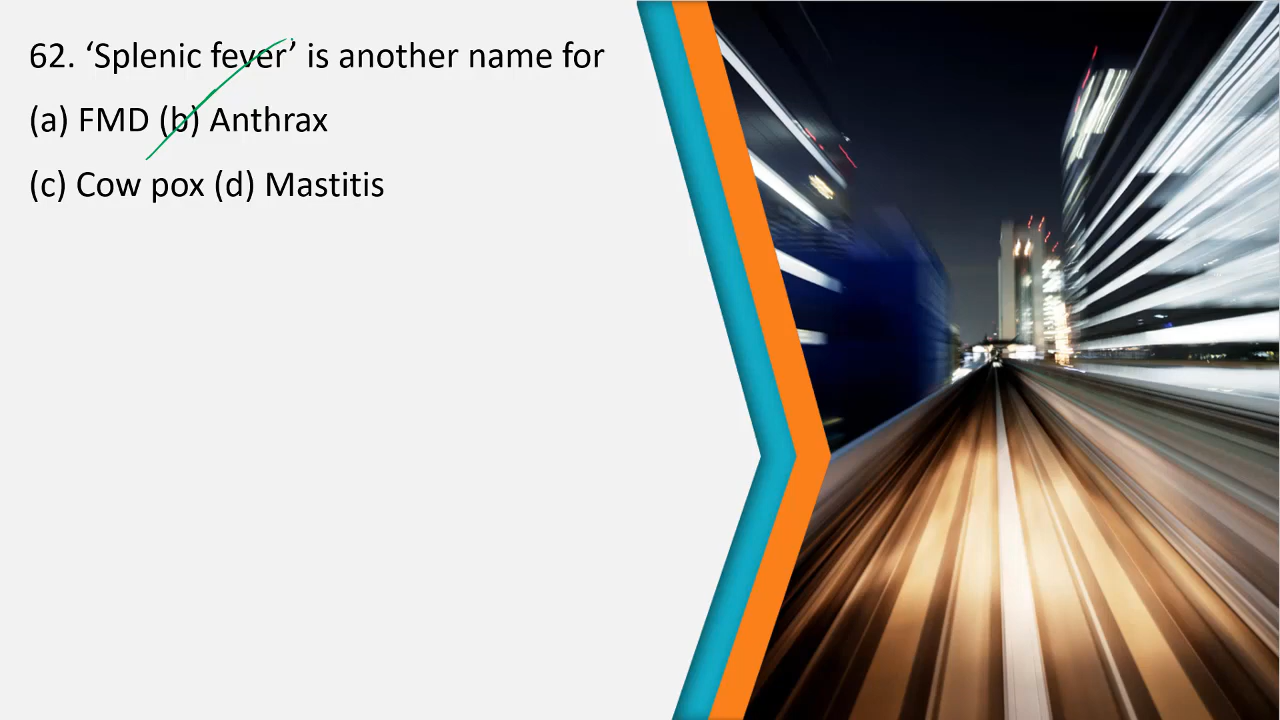 62. ‘Splenic fever’ is another name for
(a) FMD (b) Anthrax
(c) Cow pox (d) Mastitis